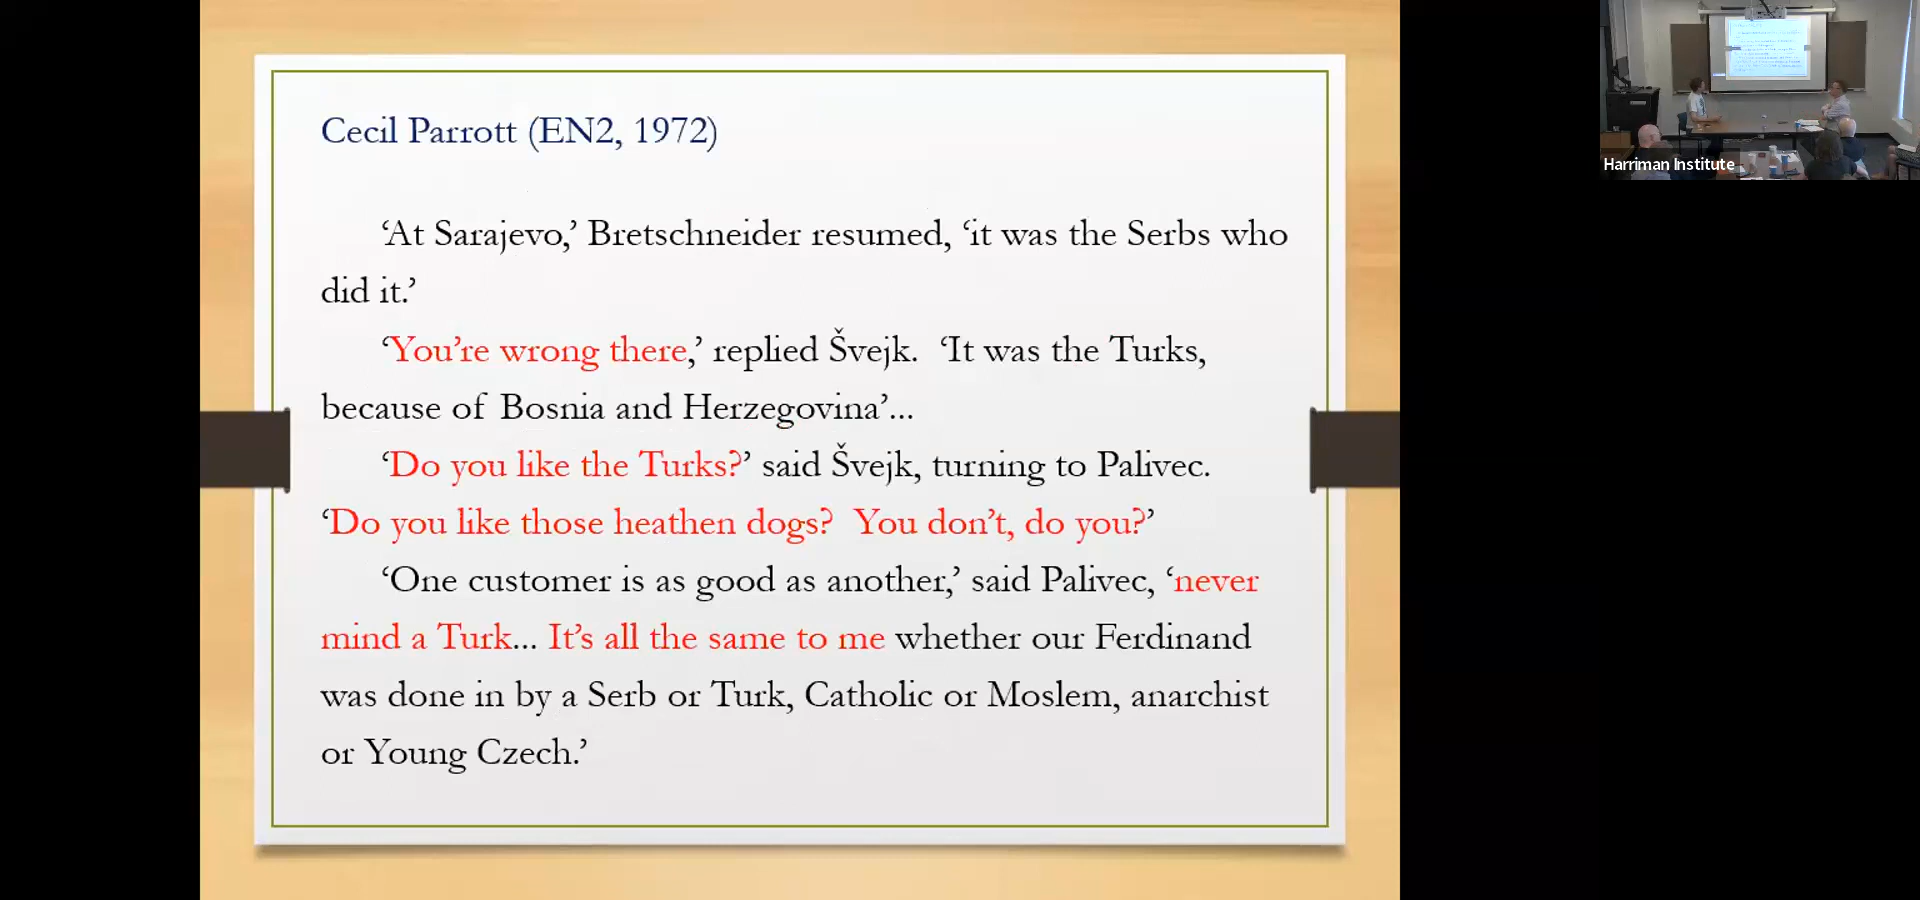 Cecil Parrott (EN2, 1972)
‘At Sarajevo,’ Bretschneider resumed, ‘it was the Serbs who
did it.’
‘You’re wrong there,’ replied Švejk.  ‘It was the Turks,
because of Bosnia and Herzegovina’...
‘Do you like the Turks?’ said Švejk, turning to Palivec.
‘Do you like those heathen dogs?  You don’t, do you?’
‘One customer is as good as another,’ said Palivec, ‘never
mind a Turk... It’s all the same to me whether our Ferdinand
was done in by a Serb or Turk, Catholic or Moslem, anarchist
or Young Czech.’
Harriman Institute